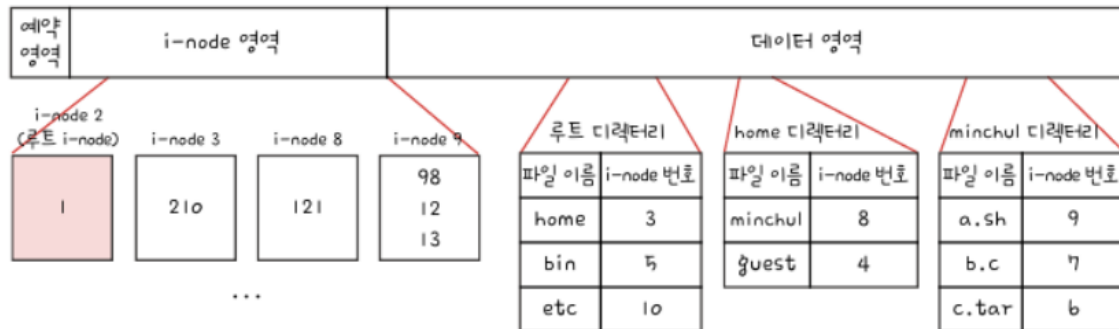 예약
영역
i-node 영역
데이터 영역
i-node 2
(루트 i-node)
i-node 3
i-node 8
i-node 9
1
210
121
98
12
13
...
루트 디렉터리
파일 이름 i-node 번호
home 3
bin 5
etc 10
home 디렉터리
파일 이름 i-node 번호
minchul 8
guest 4
minchul 디렉터리
파일 이름 i-node 번호
a.sh 9
b.c 7
c.tar 6